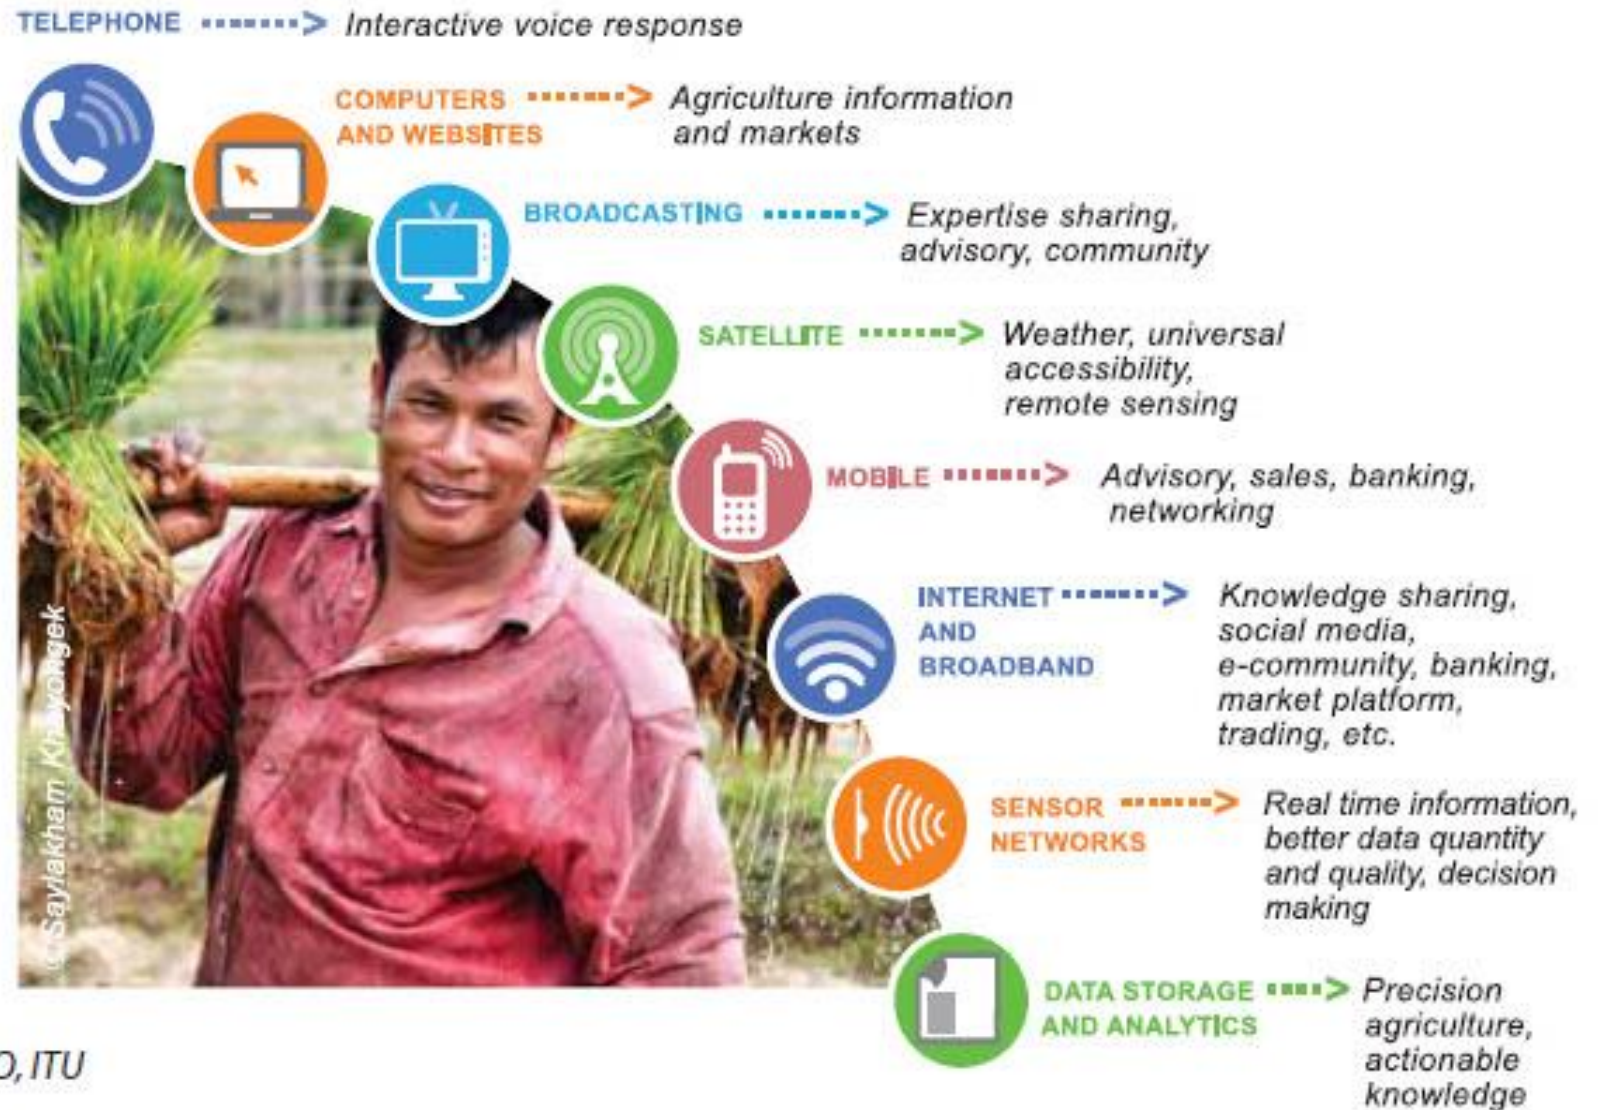 TELEPHONE > Interactive voice response
COMPUTERS > Agriculture information
AND WEBSITES and markets
BROADCASTING > Expertise sharing,
advisory, community
SATELLITE > Weather, universal
accessibility,
remote sensing
MOBILE > Advisory, sales, banking,
networking
INTERNET > Knowledge sharing,
AND social media,
BROADBAND e-community, banking,
market platform,
trading, etc.
SENSOR > Real time information,
NETWORKS better data quantity
and quality, decision
making
DATA STORAGE > Precision
AND ANALYTICS agriculture,
actionable
knowledge
© Saylakham
ITU